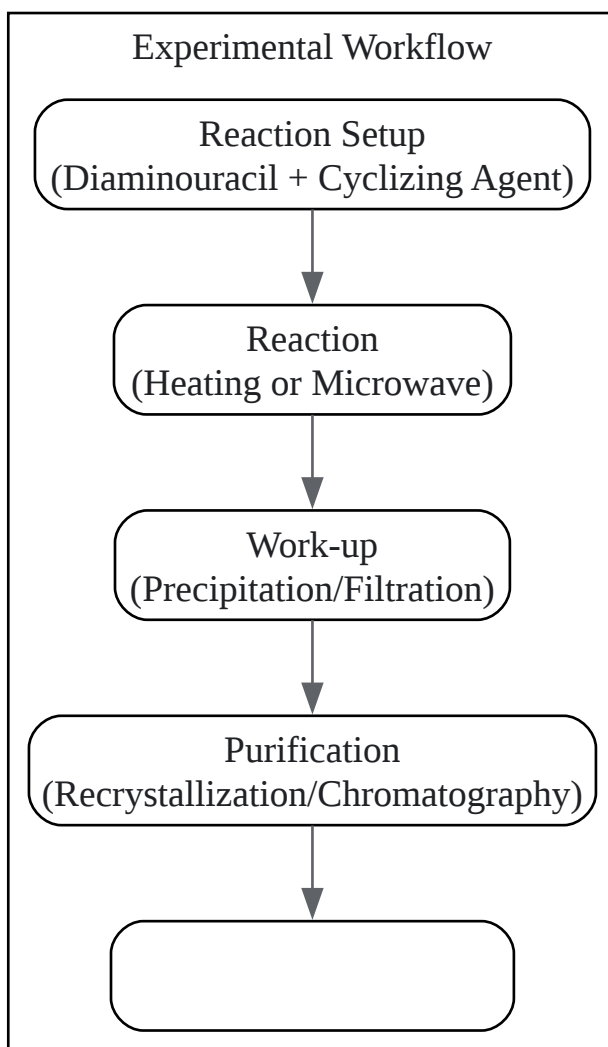 Experimental Workflow
Reaction Setup
(Diaminouracil + Cyclizing Agent)
Reaction
(Heating or Microwave)
Work-up
(Precipitation/Filtration)
Purification
(Recrystallization/Chromatography)